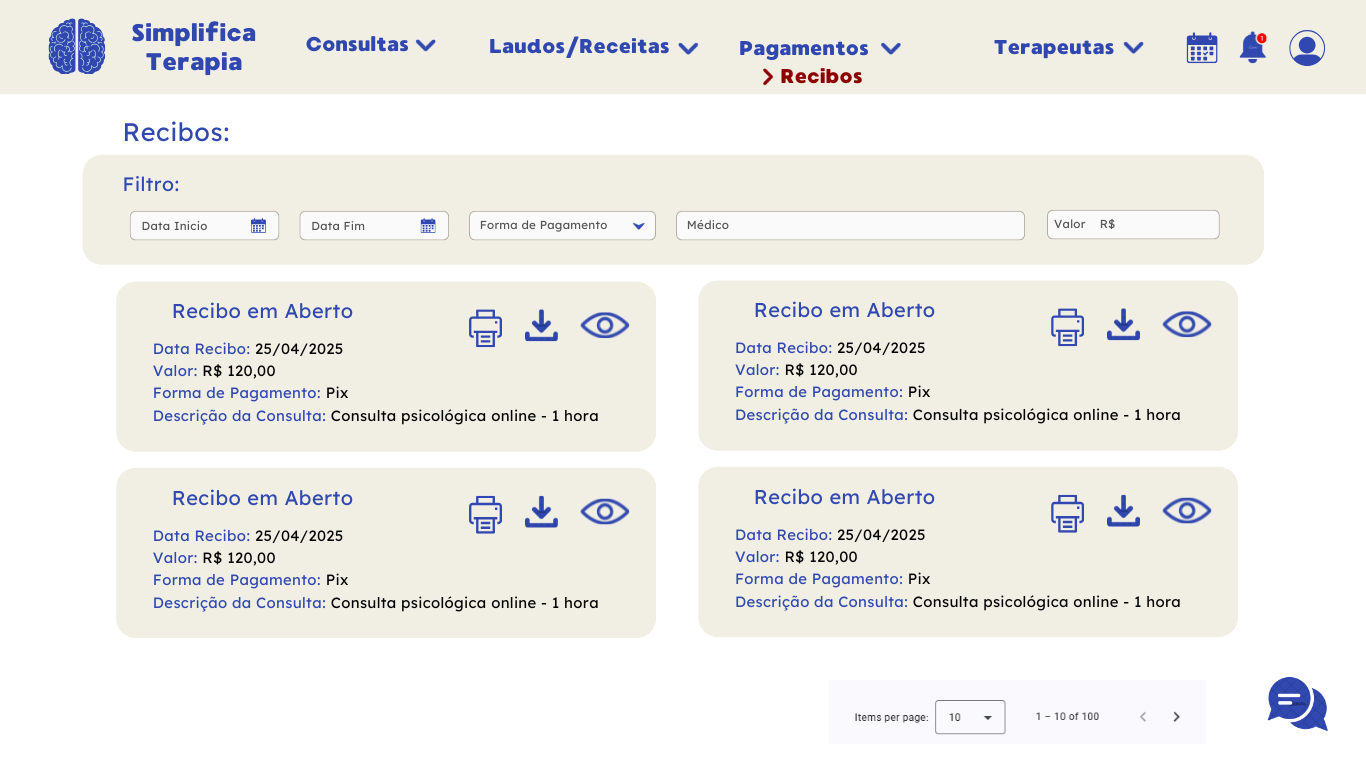 Simplifica
Terapia
Consultas
Laudos/Receitas
Pagamentos
Recibos
Terapeutas
1
Recibos:
Filtro:
Data Inicio
Data Fim
Forma de Pagamento
Médico
Valor R$
Recibo em Aberto
Data Recibo: 25/04/2025
Valor: R$ 120,00
Forma de Pagamento: Pix
Descrição da Consulta: Consulta psicológica online - 1 hora
Recibo em Aberto
Data Recibo: 25/04/2025
Valor: R$ 120,00
Forma de Pagamento: Pix
Descrição da Consulta: Consulta psicológica online - 1 hora
Recibo em Aberto
Data Recibo: 25/04/2025
Valor: R$ 120,00
Forma de Pagamento: Pix
Descrição da Consulta: Consulta psicológica online - 1 hora
Recibo em Aberto
Data Recibo: 25/04/2025
Valor: R$ 120,00
Forma de Pagamento: Pix
Descrição da Consulta: Consulta psicológica online - 1 hora
Items per page: 10 1 – 10 of 100